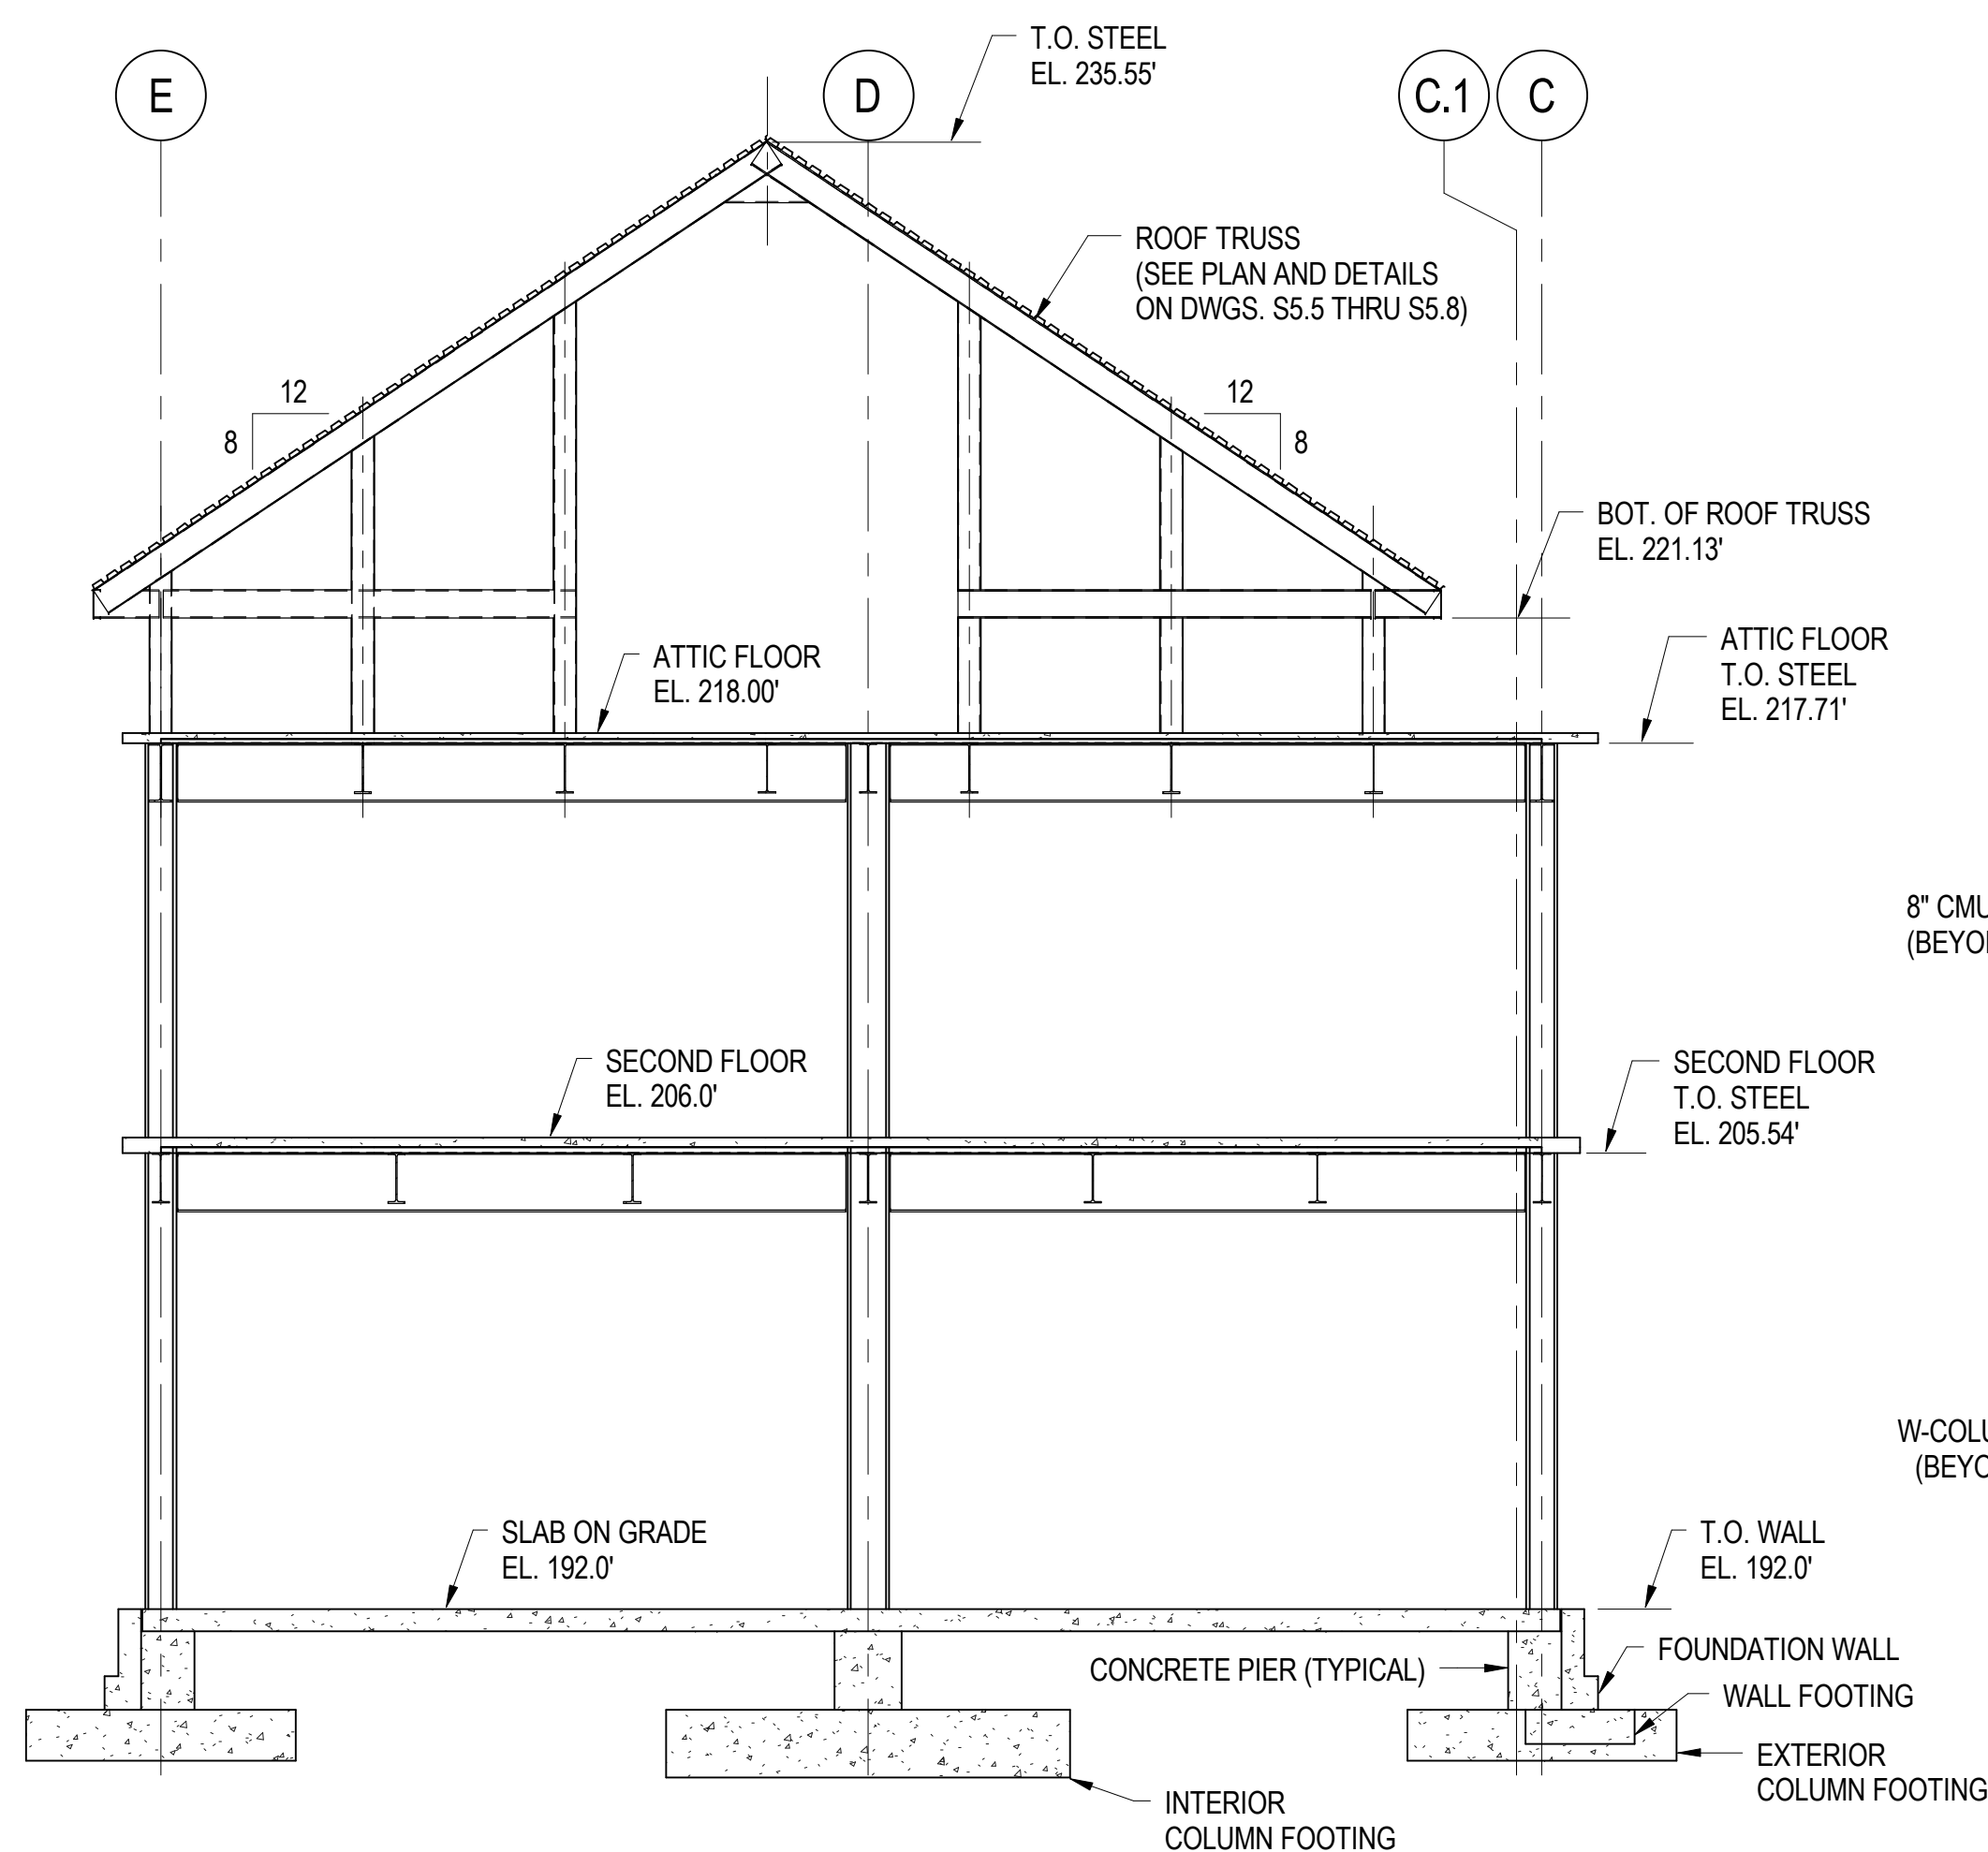 E
D
C.1
C
T.O. STEEL
EL. 235.55'
ROOF TRUSS
(SEE PLAN AND DETAILS
ON DWGS. S5.5 THRU S5.8)
12
8
12
8
BOT. OF ROOF TRUSS
EL. 221.13'
ATTIC FLOOR
EL. 218.00'
ATTIC FLOOR
T.O. STEEL
EL. 217.71'
8" CMU
SECOND FLOOR
EL. 206.0'
SECOND FLOOR
T.O. STEEL
EL. 205.54'
SLAB ON GRADE
EL. 192.0'
T.O. WALL
EL. 192.0'
CONCRETE PIER (TYPICAL)
FOUNDATION WALL
WALL FOOTING
EXTERIOR
COLUMN FOOTING
INTERIOR
COLUMN FOOTING